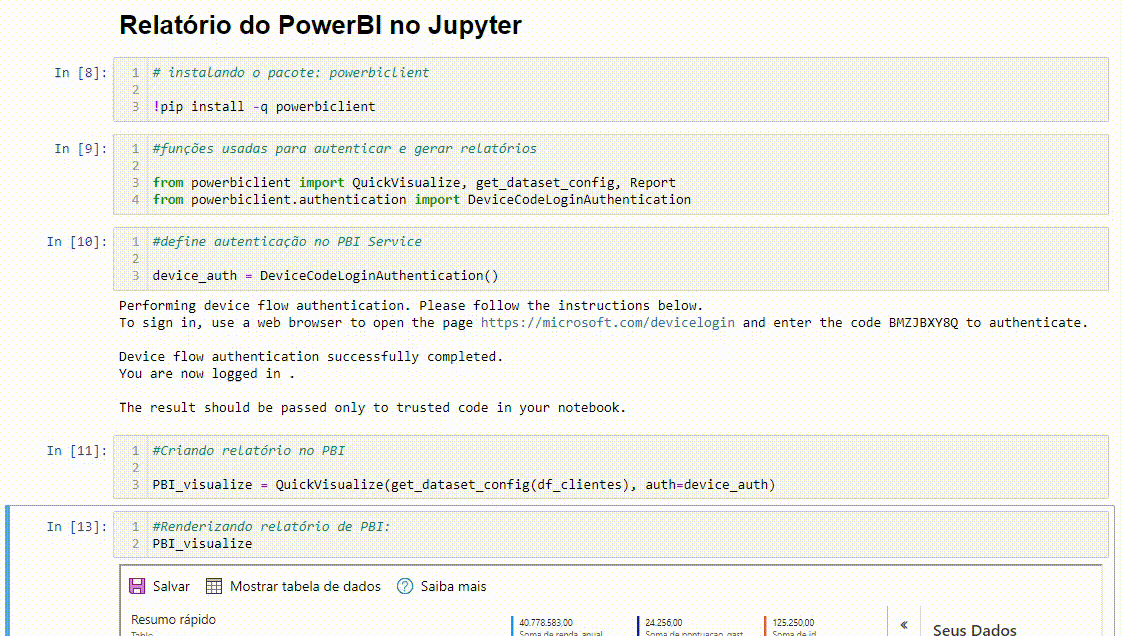 Relatório do PowerBI no Jupyter
In [8]:
1 # instalando o pacote: powerbiclient
2
3 !pip install -q powerbiclient
In [9]:
1 #funções usadas para autenticar e gerar relatórios
2
3 from powerbiclient import QuickVisualize, get_dataset_config, Report
4 from powerbiclient.authentication import DeviceCodeLoginAuthentication
In [10]:
1 #define autenticação no PBI Service
2
3 device_auth = DeviceCodeLoginAuthentication()
Performing device flow authentication. Please follow the instructions below.
To sign in, use a web browser to open the page https://microsoft.com/devicelogin and enter the code BMZJBXY8Q to authenticate.
Device flow authentication successfully completed.
You are now logged in .
The result should be passed only to trusted code in your notebook.
In [11]:
1 #Criando relatório no PBI
2
3 PBI_visualize = QuickVisualize(get_dataset_config(df_clientes), auth=device_auth)
In [13]:
1 #Renderizando relatório de PBI:
2 PBI_visualize
Salvar Mostrar tabela de dados ? Saiba mais
Resumo rápido 40.778.583,00 24.256,00 125.250,00 «
Table Soma de renda_anual Soma de pontuacao_gast Soma de id Seus Dados